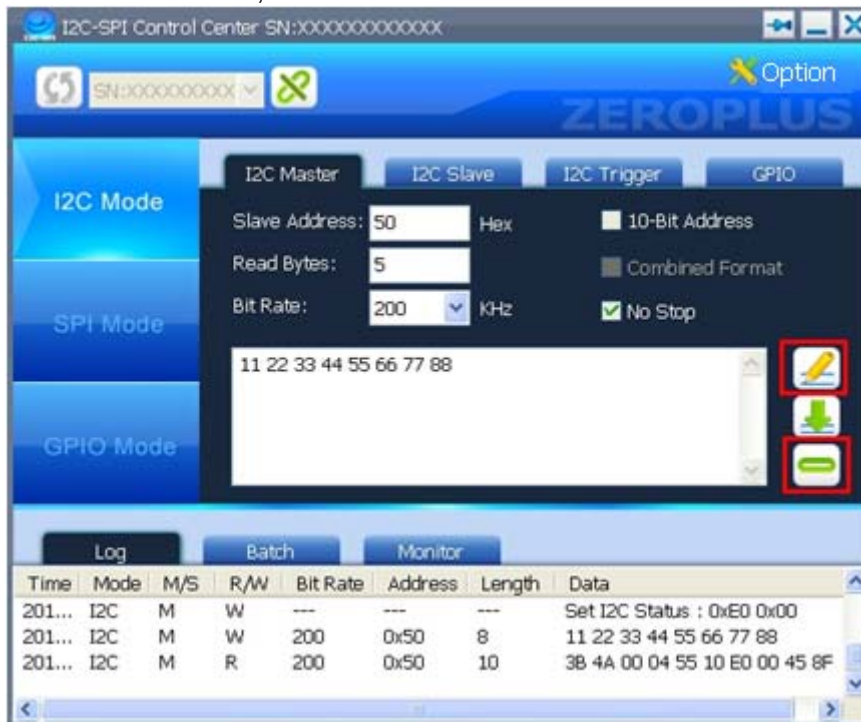 I2C-SPI Control Center SN:XXXXXXXXXXXX
SN:XXXXXXXXXX
Option
ZEROPLUS
I2C Mode
SPI Mode
GPIO Mode
I2C Master I2C Slave I2C Trigger GPIO
Slave Address: 50 Hex 10-Bit Address
Read Bytes: 5 Combined Format
Bit Rate: 200 KHz No Stop
11 22 33 44 55 66 77 88
Log Batch Monitor
Time Mode M/S R/W Bit Rate Address Length Data
201... I2C M W --- --- --- Set I2C Status : 0xE0 0x00
201... I2C M W 200 0x50 8 11 22 33 44 55 66 77 88
201... I2C M R 200 0x50 10 3B 4A 00 04 55 10 E0 00 45 8F